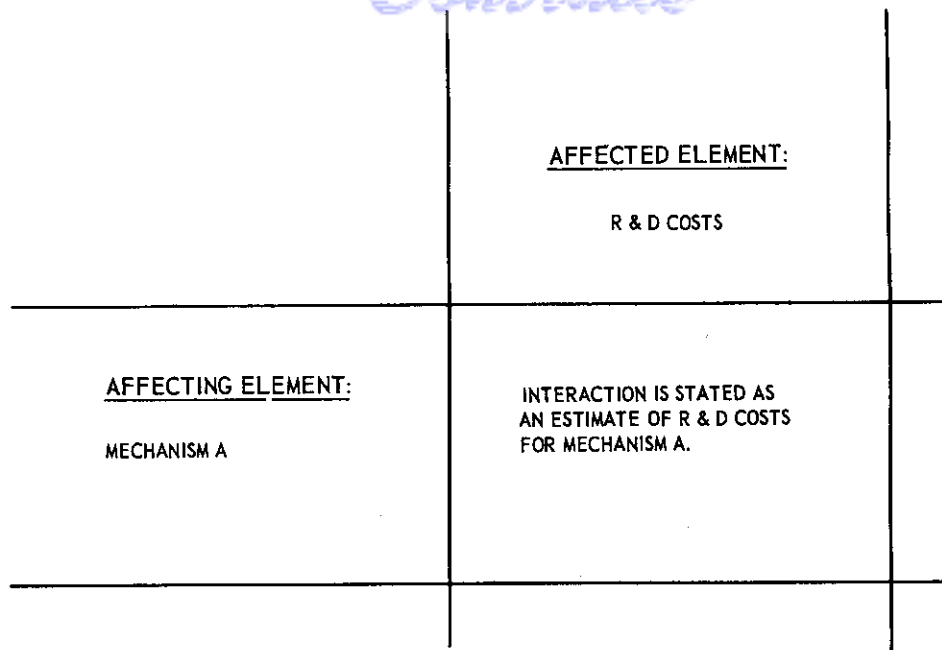 AFFECTED ELEMENT:
R & D COSTS
AFFECTING ELEMENT:
MECHANISM A
INTERACTION IS STATED AS
AN ESTIMATE OF R & D COSTS
FOR MECHANISM A.